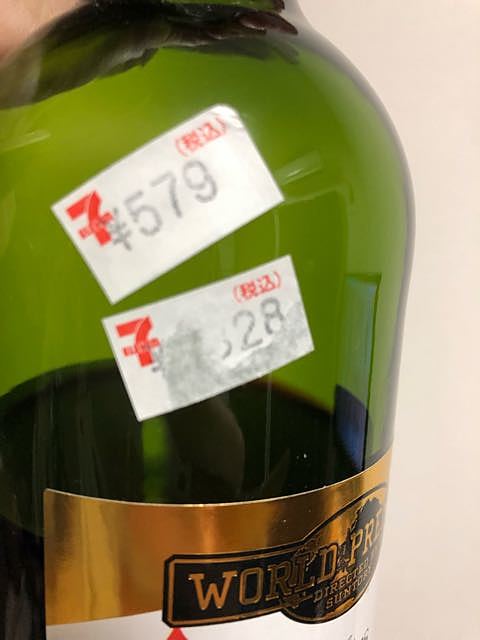 (税込)
¥579
(税込)
28
WORLD PRE
DIRECTED
SUNTORY